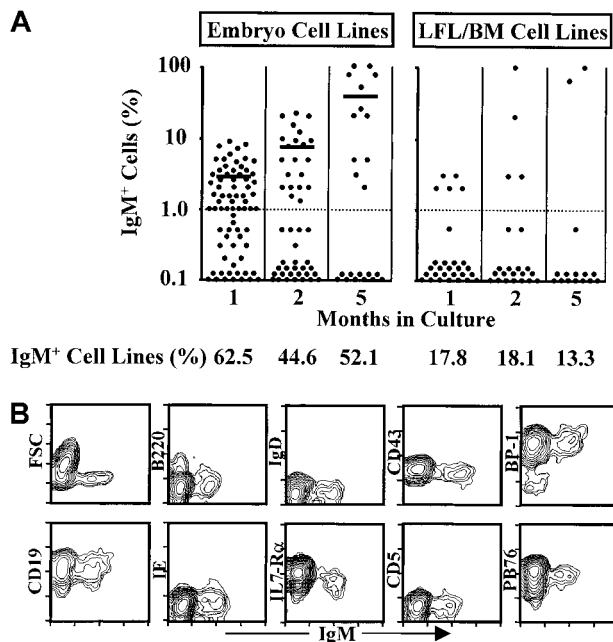 A
Embryo Cell Lines
LFL/BM Cell Lines
IgM⁺ Cells (%)
100
10
1.0
0.1
1 2 5 1 2 5
Months in Culture
IgM⁺ Cell Lines (%) 62.5 44.6 52.1 17.8 18.1 13.3
B
FSC
B220
IgD
CD43
BP-1
CD19
IE
IL7-Rα
CD5
PB76
IgM